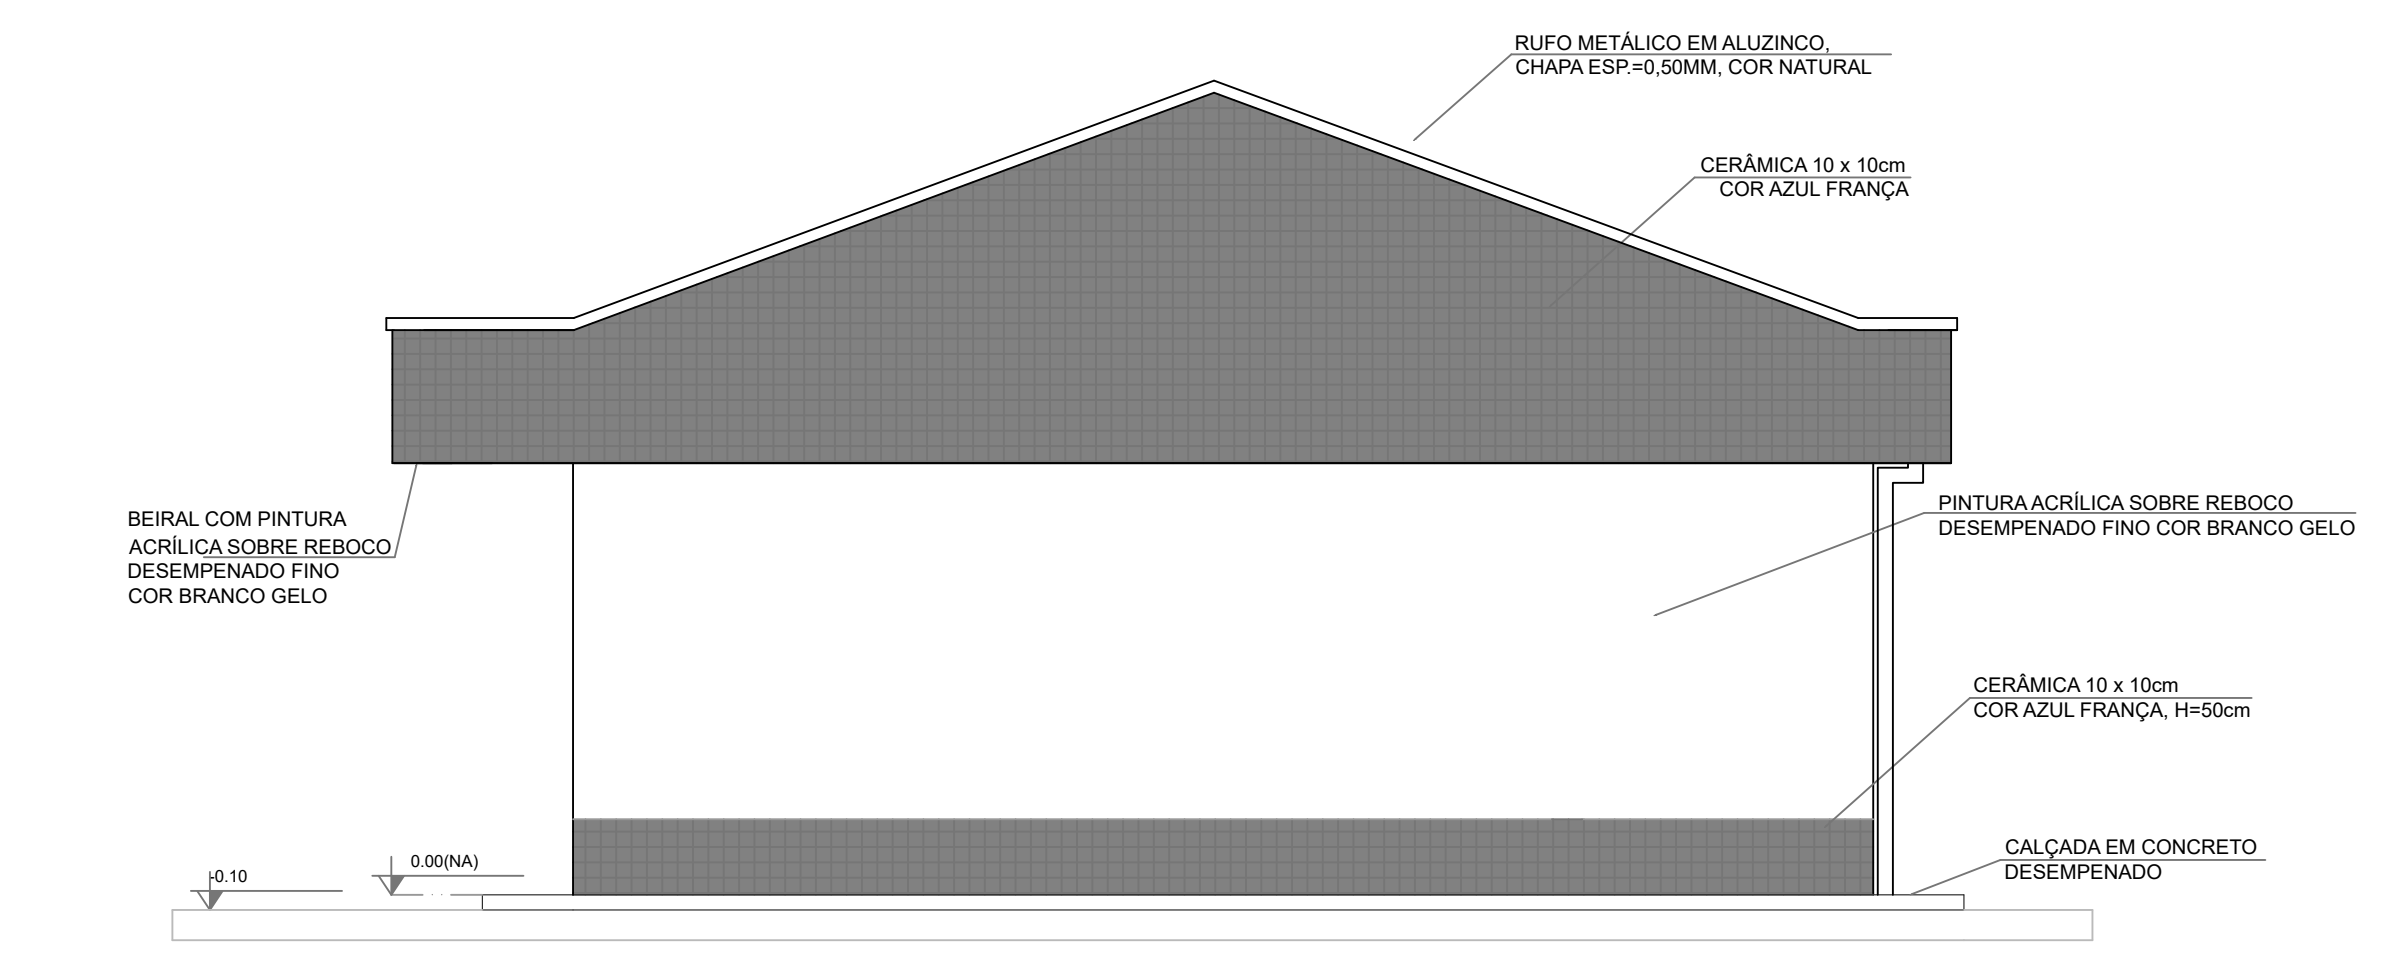 RUFO METÁLICO EM ALUZINCO,
CHAPA ESP.=0,50MM, COR NATURAL
CERÂMICA 10 x 10cm
COR AZUL FRANÇA
BEIRAL COM PINTURA
ACRÍLICA SOBRE REBOCO
DESEMPENADO FINO
COR BRANCO GELO
PINTURA ACRÍLICA SOBRE REBOCO
DESEMPENADO FINO COR BRANCO GELO
CERÂMICA 10 x 10cm
COR AZUL FRANÇA, H=50cm
CALÇADA EM CONCRETO
DESEMPENADO
0.00(NA)
-0.10